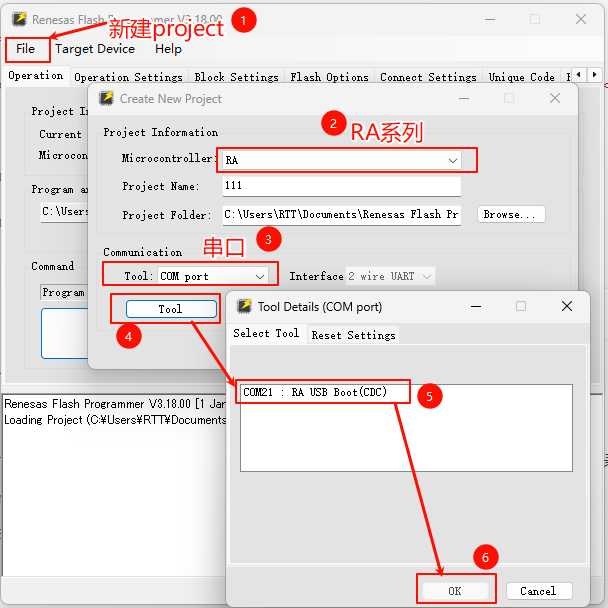 Renesas Flash Programmer V3.18.00
新建project
1
File Target Device Help
Operation Operation Settings Block Settings Flash Options Connect Settings Unique Code
Project In
Current
Microcon
Program an
C:\Users
Command
Program
Create New Project
Project Information
2
RA系列
Microcontroller: RA
Project Name: 111
Project Folder: C:\Users\RTT\Documents\Renesas Flash Pr Browse...
串口
3
Communication
Tool: COM port Interface 2 wire UART
Tool
4
Tool Details (COM port)
Select Tool Reset Settings
COM21 : RA USB Boot(CDC)
5
6
OK Cancel
Renesas Flash Programmer V3.18.00 [1 Jar
Loading Project (C:¥Users¥RTT¥Documents